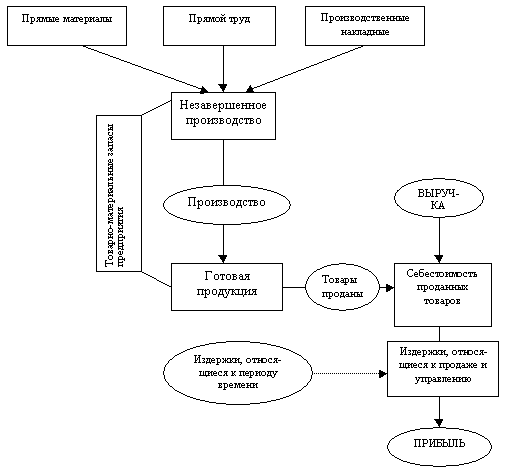 Прямые материалы
Прямой труд
Производственные
накладные
Незавершенное
производство
Товарно-материальные запасы
предприятия
Производство
ВЫРУЧ-
КА
Готовая
продукция
Товары
проданы
Себестоимость
проданных
товаров
Издержки, относя-
щиеся к периоду
времени
Издержки, относя-
щиеся к продаже и
управлению
ПРИБЫЛЬ